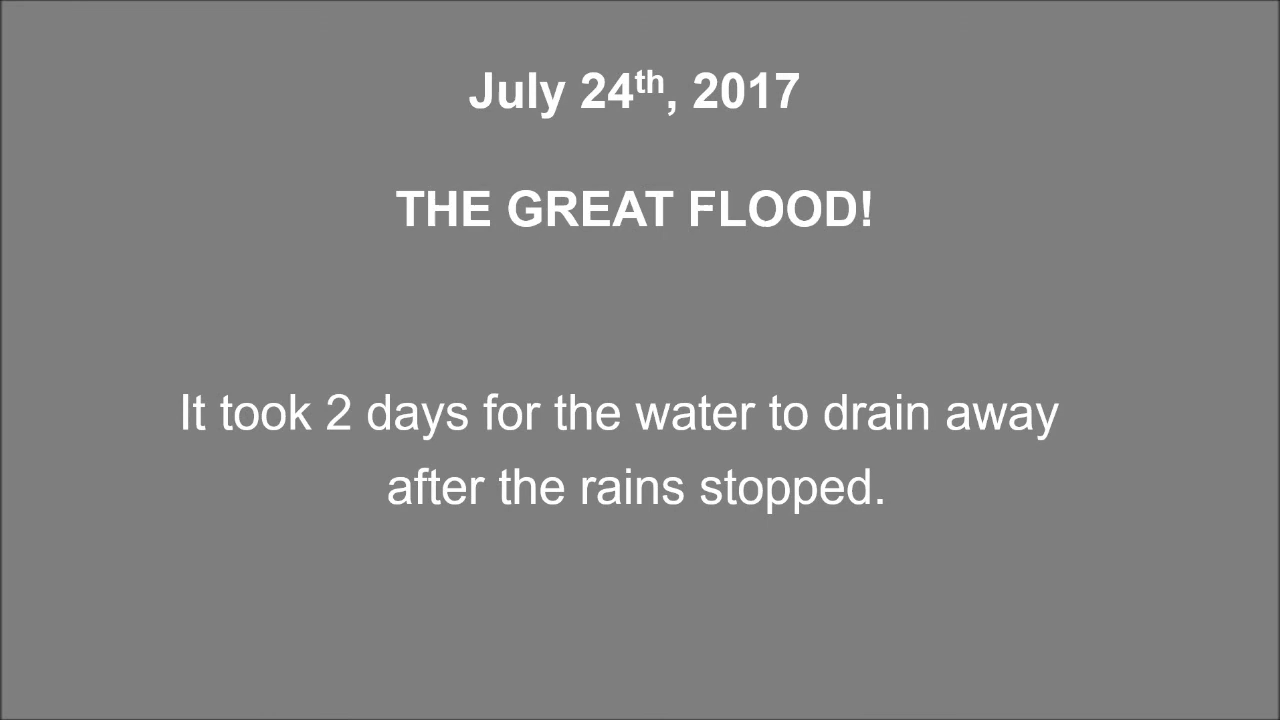 July 24th, 2017
THE GREAT FLOOD!
It took 2 days for the water to drain away
after the rains stopped.